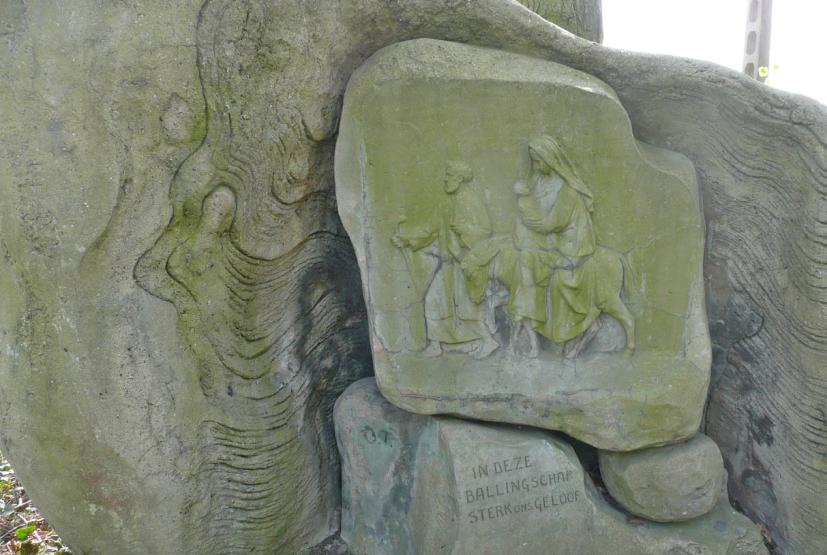 IN DEZE
BALLINGSCHAP
STERK ONS GELOOF